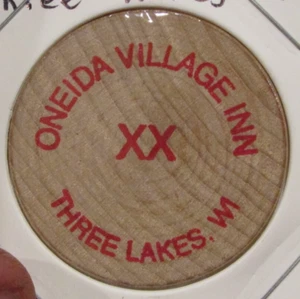 ONEIDA VILLAGE INN
XX
THREE LAKES, WI